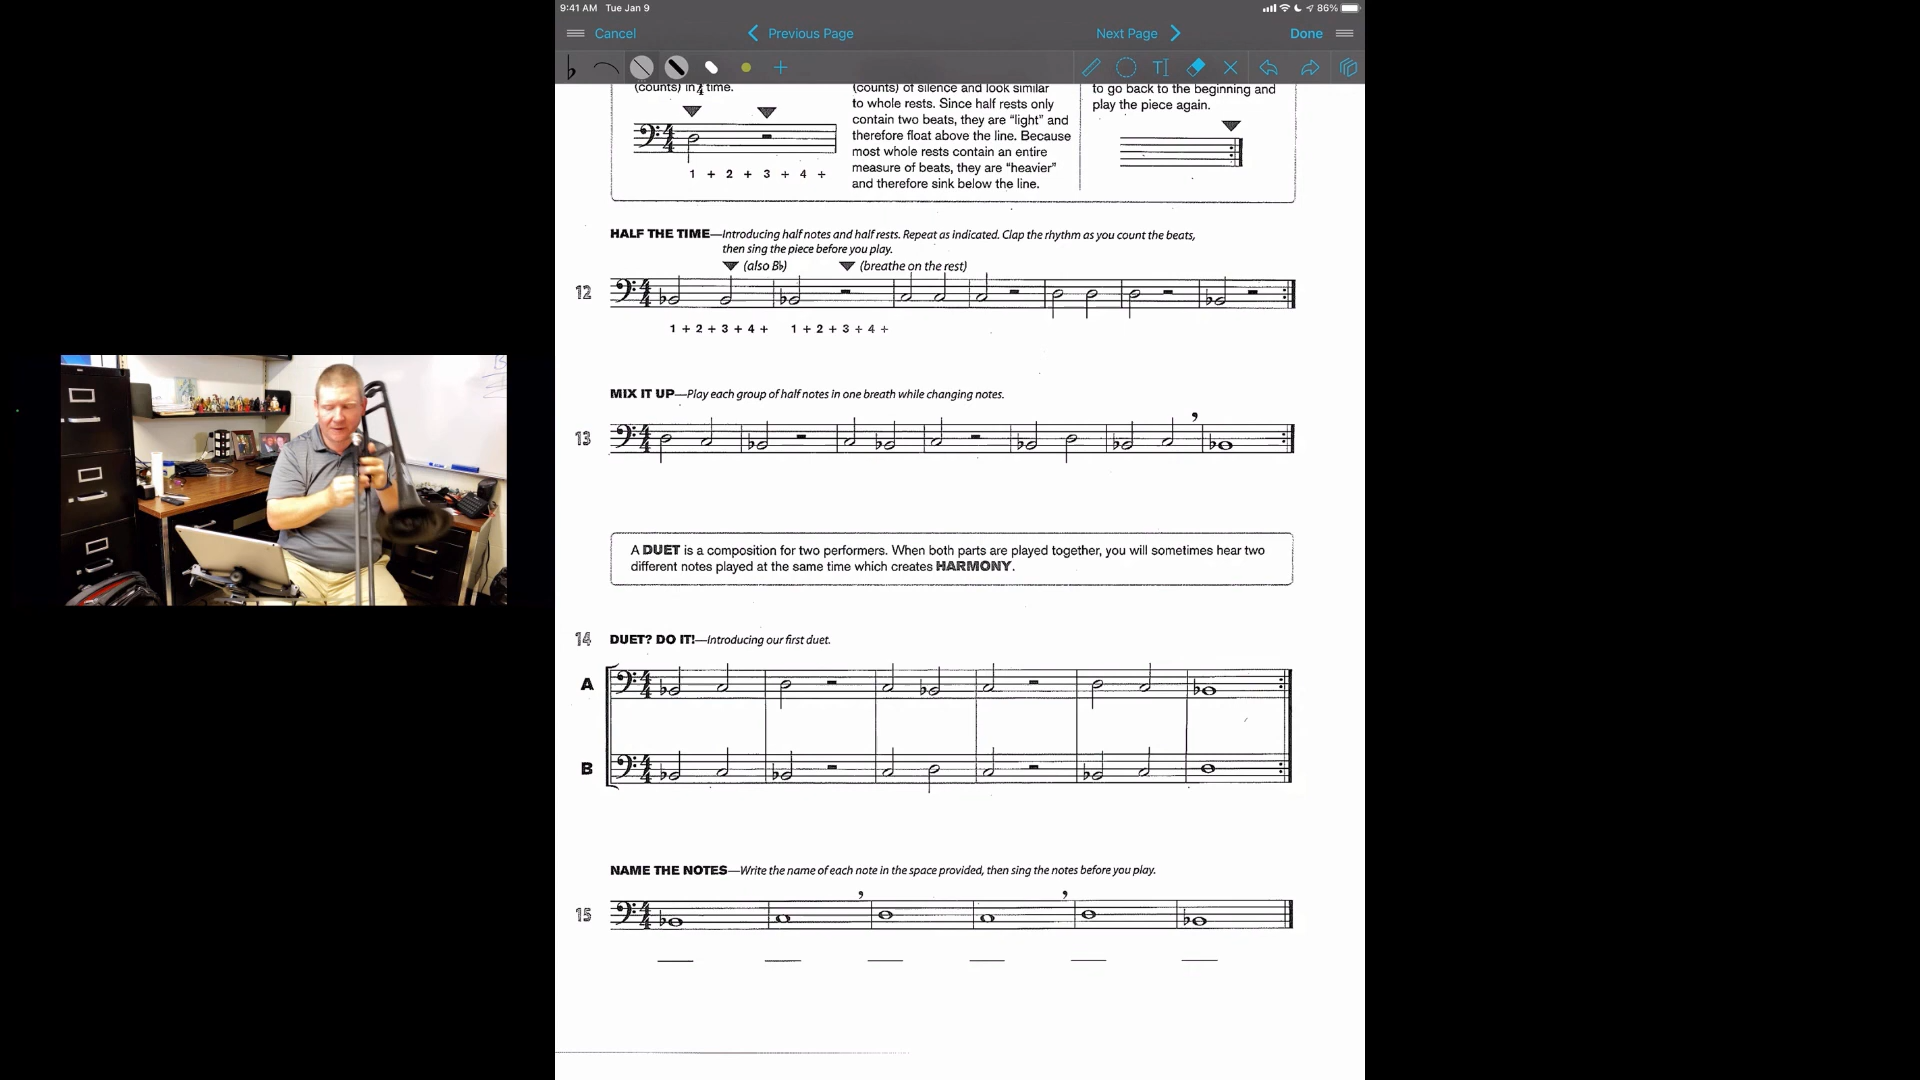 9:41 AM Tue Jan 9
86%
Cancel
Previous Page
Next Page
Done
(counts) in 4/4 time.
1 + 2 + 3 + 4 +
(counts) of silence and look similar
to whole rests. Since half rests only
contain two beats, they are “light” and
therefore float above the line. Because
most whole rests contain an entire
measure of beats, they are “heavier”
and therefore sink below the line.
to go back to the beginning and
play the piece again.
HALF THE TIME—Introducing half notes and half rests. Repeat as indicated. Clap the rhythm as you count the beats,
then sing the piece before you play.
(also B♭) (breathe on the rest)
12
1 + 2 + 3 + 4 + 1 + 2 + 3 + 4 +
MIX IT UP—Play each group of half notes in one breath while changing notes.
13
A DUET is a composition for two performers. When both parts are played together, you will sometimes hear two
different notes played at the same time which creates HARMONY.
14 DUET? DO IT!—Introducing our first duet.
A
B
NAME THE NOTES—Write the name of each note in the space provided, then sing the notes before you play.
15